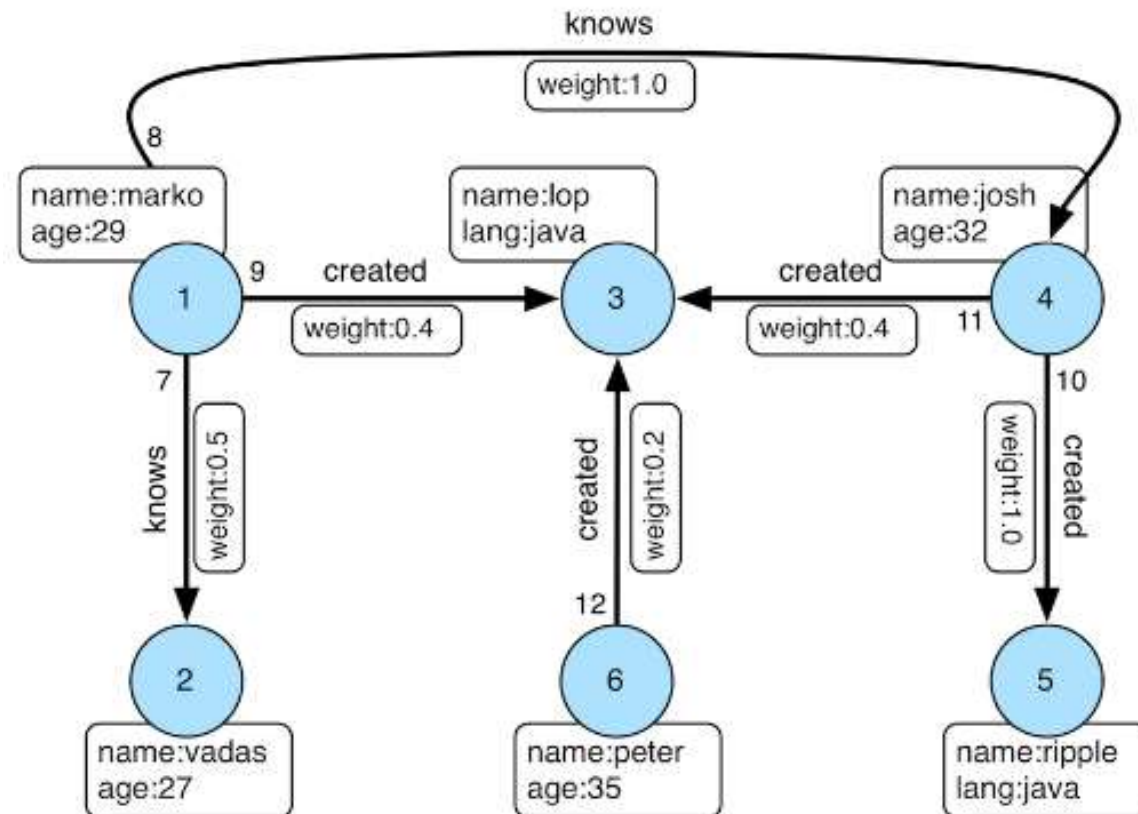 knows
weight:1.0
8
name:marko
age:29
name:lop
lang:java
name:josh
age:32
9
created
created
1
3
4
weight:0.4
weight:0.4
11
7
10
knows
weight:0.5
created
weight:0.2
weight:1.0
created
12
2
6
5
name:vadas
age:27
name:peter
age:35
name:ripple
lang:java